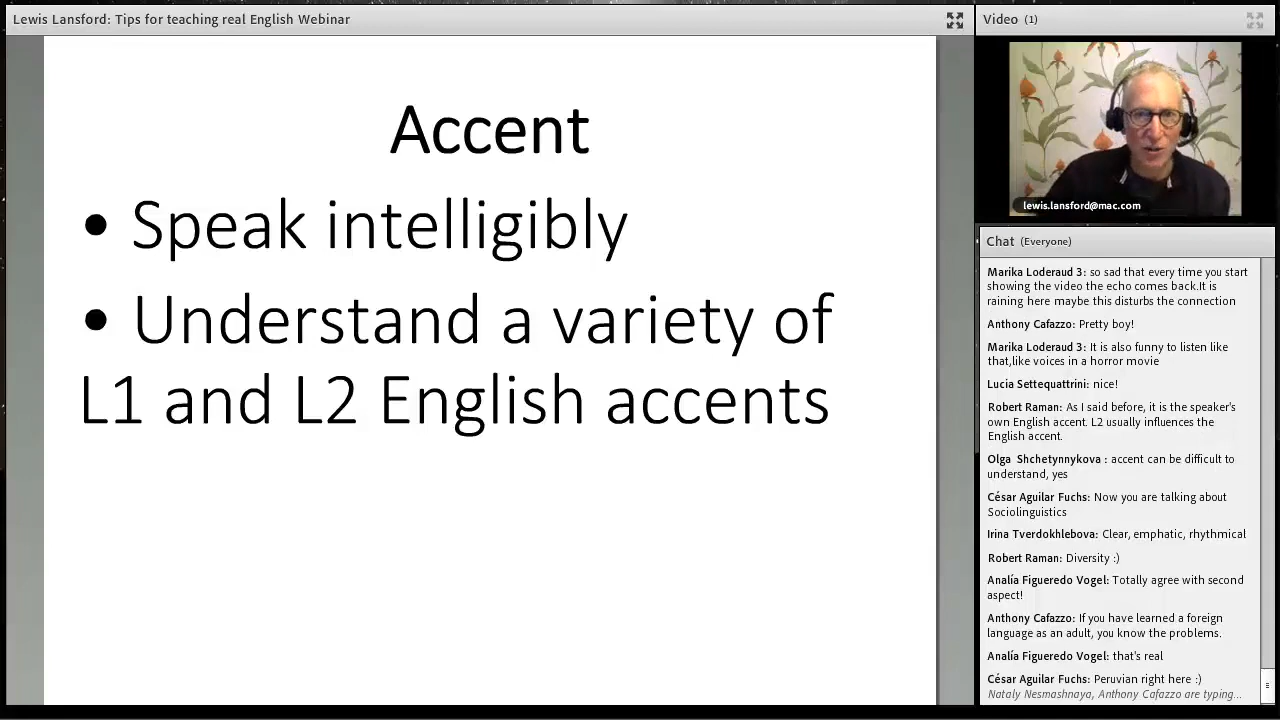 Lewis Lansford: Tips for teaching real English Webinar
Accent
• Speak intelligibly
• Understand a variety of
L1 and L2 English accents
Video (1)
lewis.lansford@mac.com
Chat (Everyone)
Marika Loderaud 3: so sad that every time you start
showing the video the echo comes back.It is
raining here maybe this disturbs the connection
Anthony Cafazzo: Pretty boy!
Marika Loderaud 3: It is also funny to listen like
that,like voices in a horror movie
Lucia Settequattrini: nice!
Robert Raman: As I said before, it is the speaker's
own English accent. L2 usually influences the
English accent.
Olga Shchetynnykova : accent can be difficult to
understand, yes
César Aguilar Fuchs: Now you are talking about
Sociolinguistics
Irina Tverdokhlebova: Clear, emphatic, rhythmical
Robert Raman: Diversity :)
Analía Figueredo Vogel: Totally agree with second
aspect!
Anthony Cafazzo: If you have learned a foreign
language as an adult, you know the problems.
Analía Figueredo Vogel: that's real
César Aguilar Fuchs: Peruvian right here :)
Nataly Nesmashnaya, Anthony Cafazzo are typing...